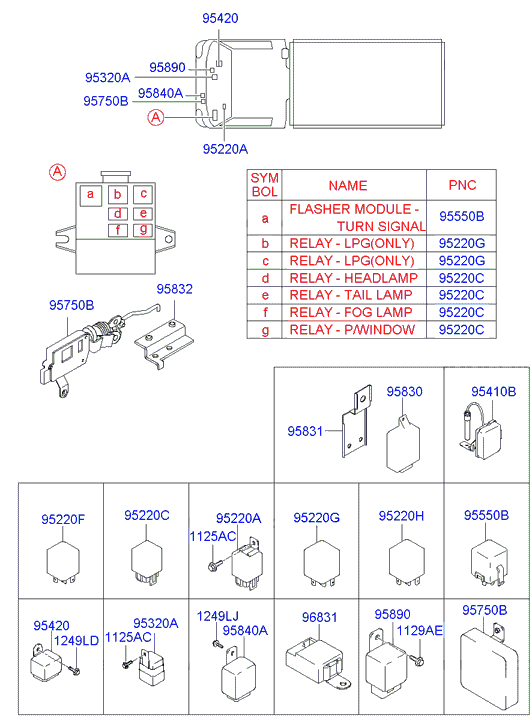 95420
95890
95320A
95840A
95750B
A
95220A
A
a b c
d e
f g
SYM BOL NAME PNC
a FLASHER MODULE - TURN SIGNAL 95550B
b RELAY - LPG(ONLY) 95220G
c RELAY - LPG(ONLY) 95220G
d RELAY - HEADLAMP 95220C
e RELAY - TAIL LAMP 95220C
f RELAY - FOG LAMP 95220C
g RELAY - P/WINDOW 95220C
95832
95750B
95830
95831
95410B
95220F
95220C
95220A
1125AC
95220G
95220H
95550B
95420
1249LD
95320A
1125AC
1249LJ
95840A
96831
95890
1129AE
95750B